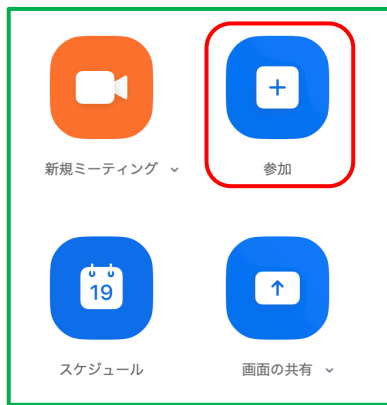 新規ミーティング
参加
19
スケジュール
画面の共有